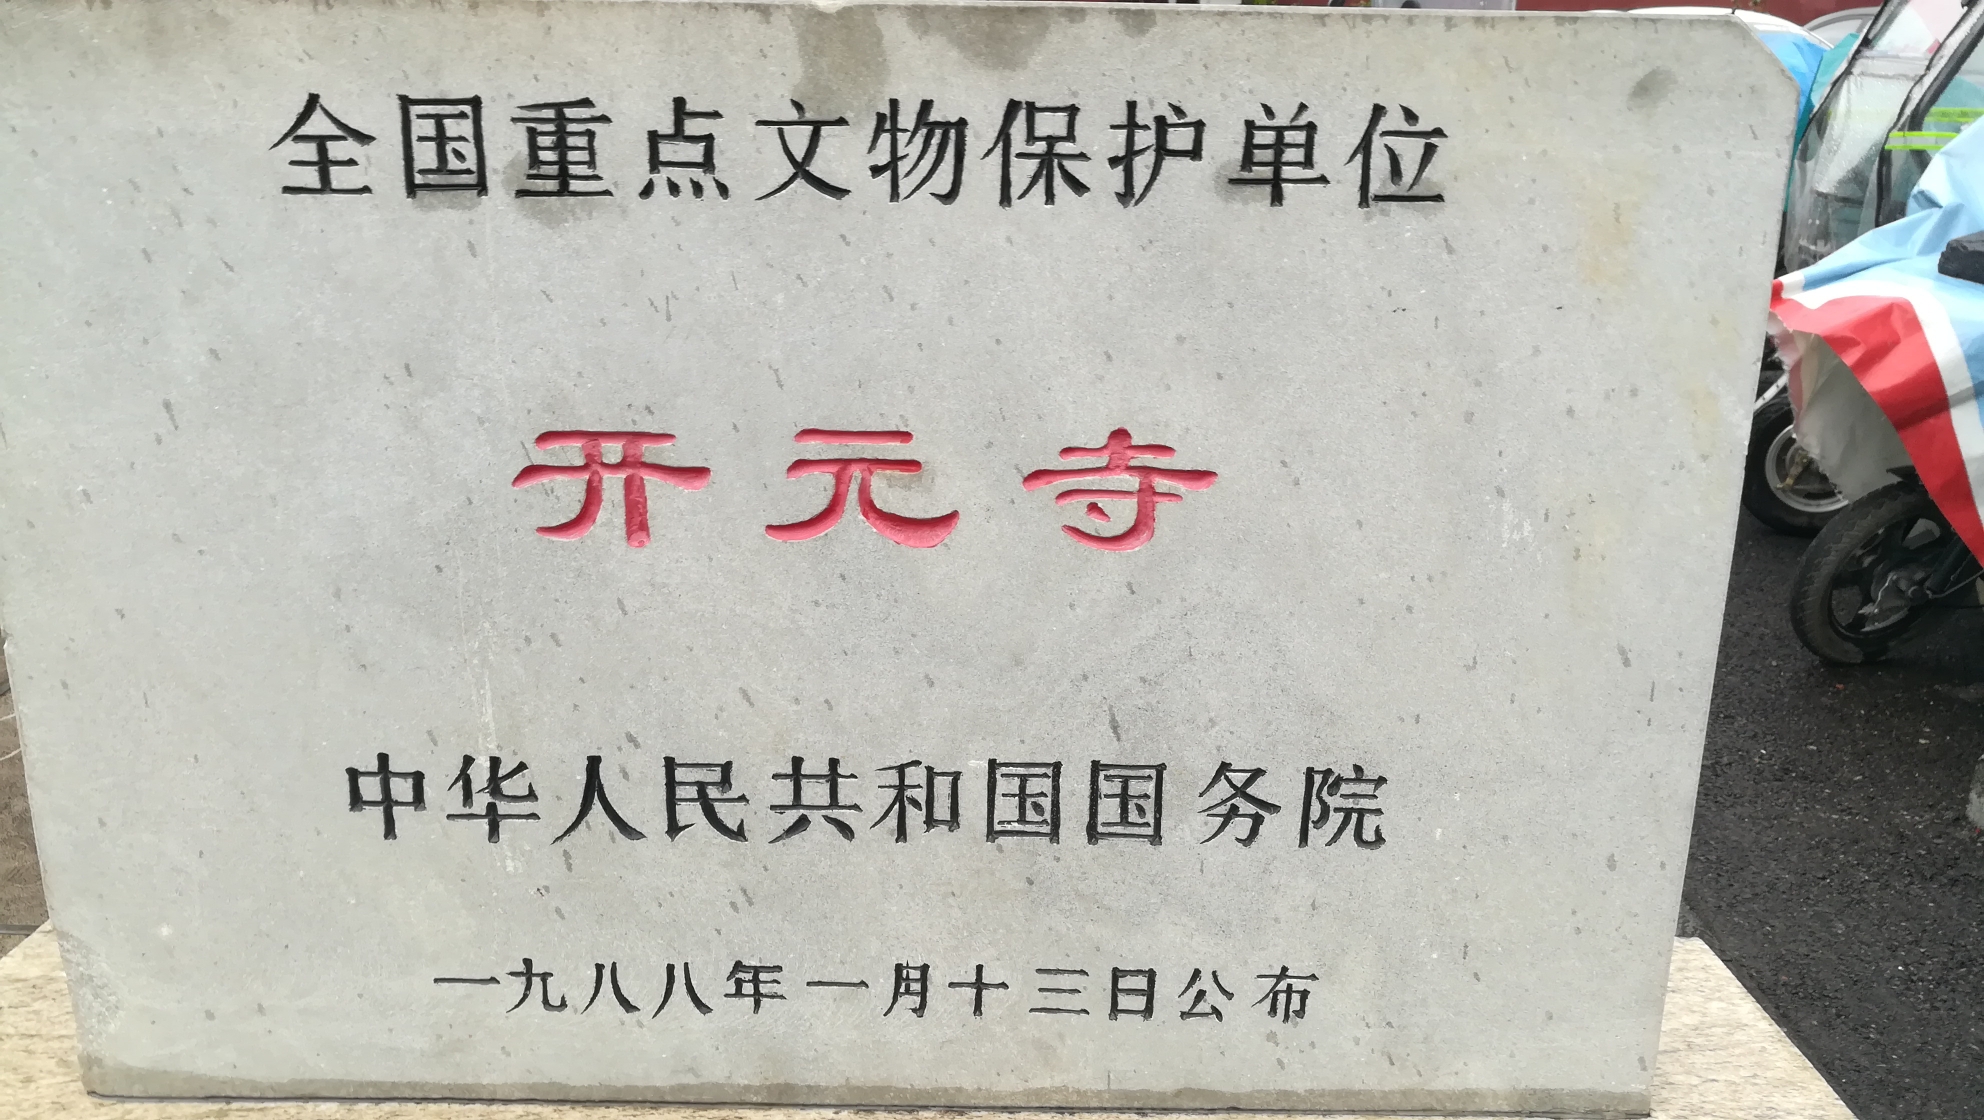 全国重点文物保护单位
开元寺
中华人民共和国国务院
一九八八年一月十三日公布